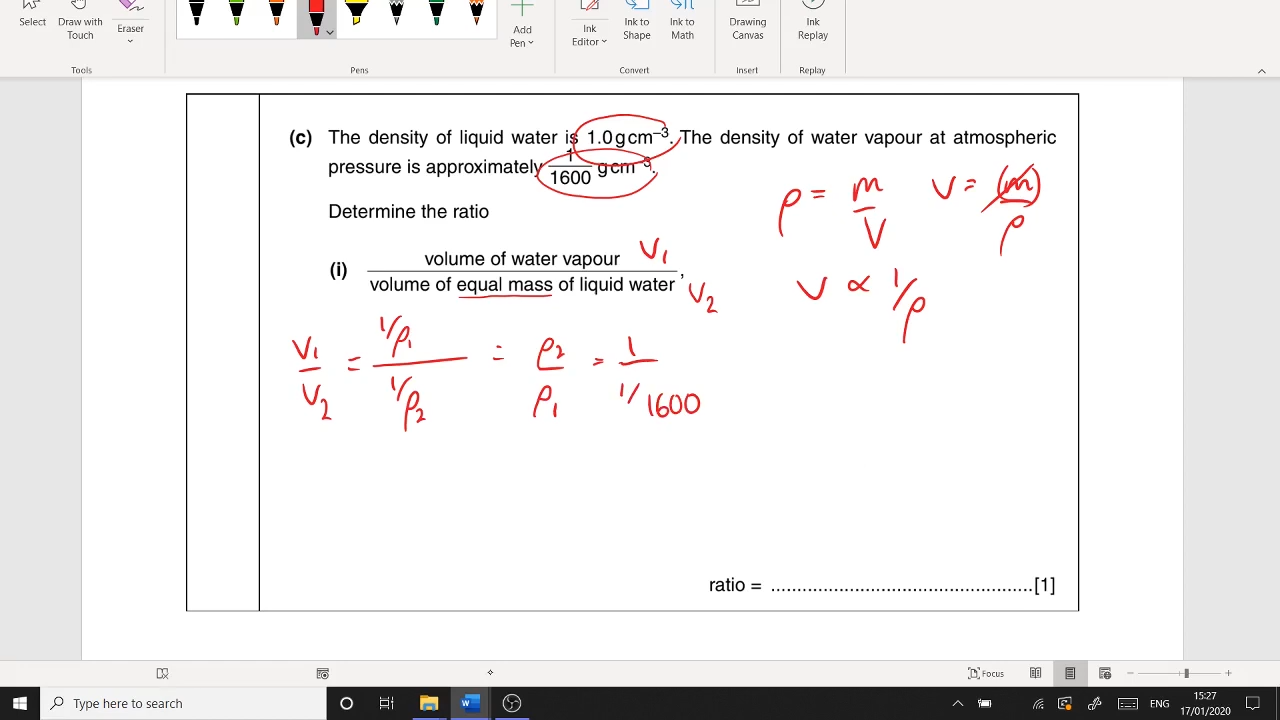 Select
Draw with Touch
Eraser
Add Pen
Ink Editor
Ink to Shape
Ink to Math
Drawing Canvas
Ink Replay
Tools
Pens
Convert
Insert
Replay
(c) The density of liquid water is 1.0 g cm⁻³. The density of water vapour at atmospheric
pressure is approximately 1/1600 g cm⁻³.
ρ = m/V V = (m)/ρ
Determine the ratio
(i) volume of water vapour V₁
volume of equal mass of liquid water, V₂
V ∝ 1/ρ
V₁/V₂ = (1/ρ₁)/(1/ρ₂) = ρ₂/ρ₁ = 1/(1/1600)
ratio = ..................................................[1]
Focus
Type here to search
ENG
15:27
17/01/2020